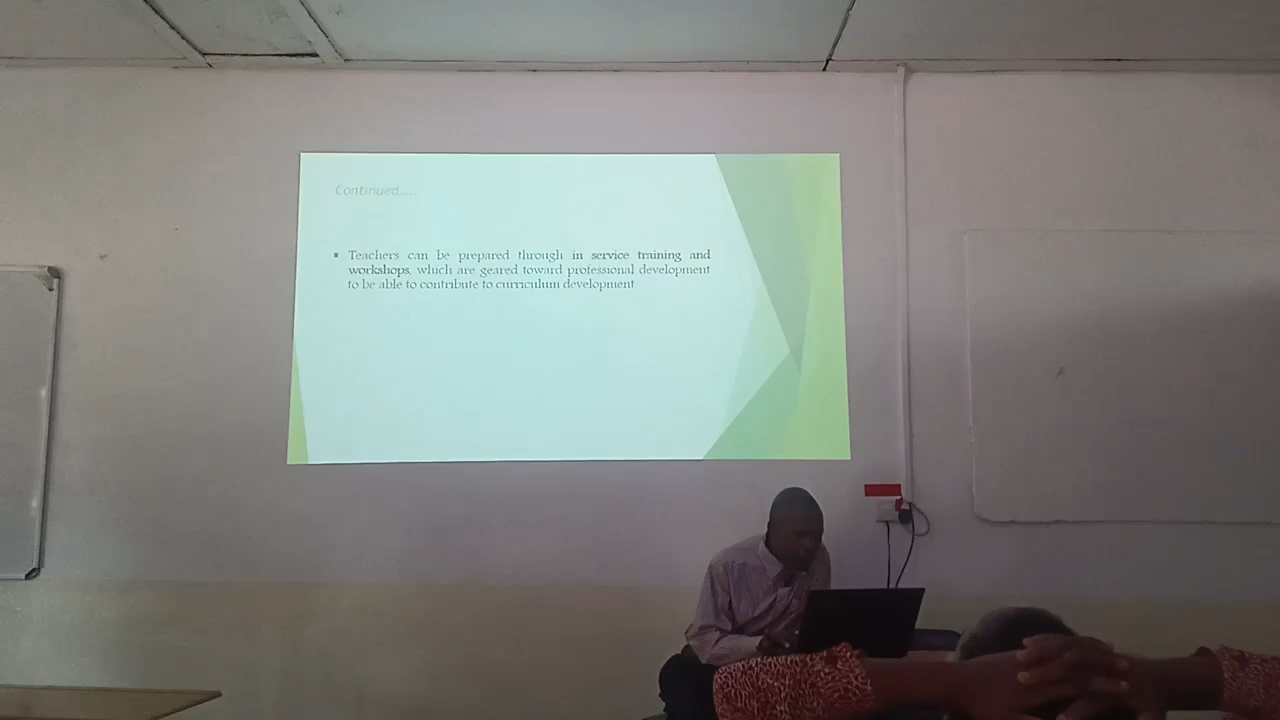 Continued.....
▪ Teachers can be prepared through in service training and
workshops, which are geared toward professional development
to be able to contribute to curriculum development